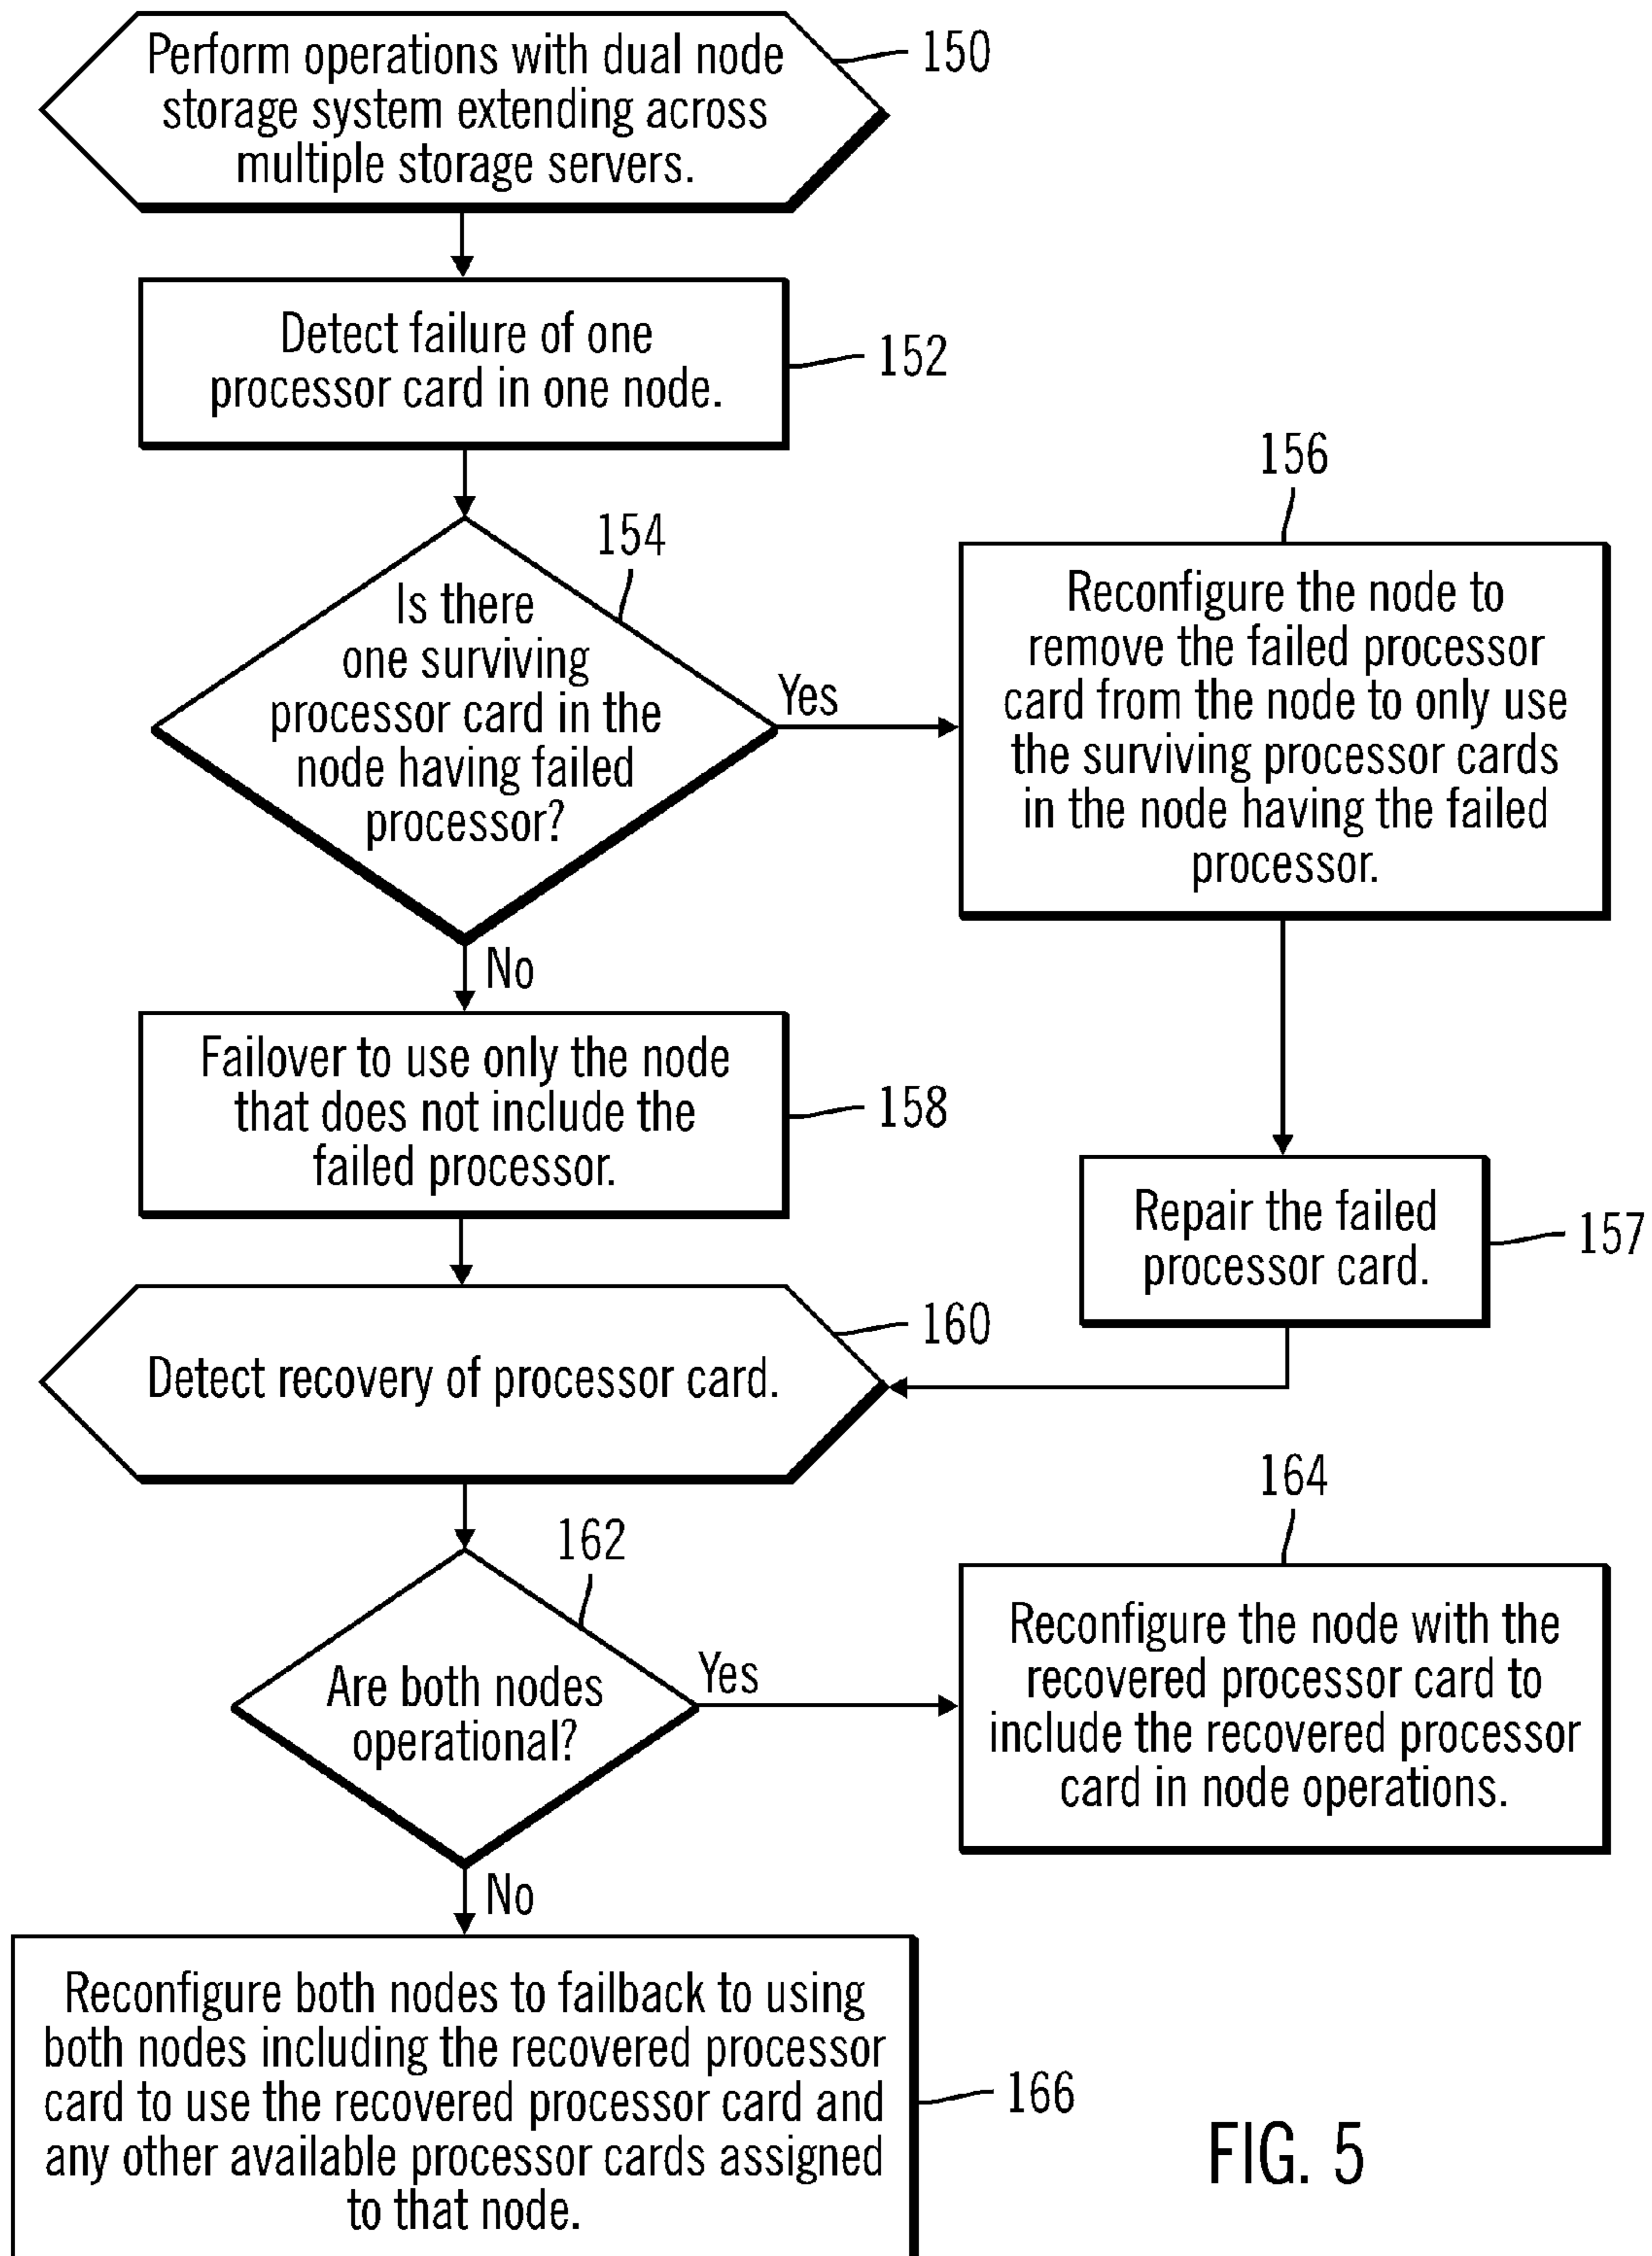 Perform operations with dual node
storage system extending across
multiple storage servers.
150
Detect failure of one
processor card in one node.
152
154
Is there
one surviving
processor card in the
node having failed
processor?
Yes
156
Reconfigure the node to
remove the failed processor
card from the node to only use
the surviving processor cards
in the node having the failed
processor.
No
Failover to use only the node
that does not include the
failed processor.
158
Repair the failed
processor card.
157
Detect recovery of processor card.
160
162
Are both nodes
operational?
Yes
164
Reconfigure the node with the
recovered processor card to
include the recovered processor
card in node operations.
No
Reconfigure both nodes to failback to using
both nodes including the recovered processor
card to use the recovered processor card and
any other available processor cards assigned
to that node.
166
FIG. 5